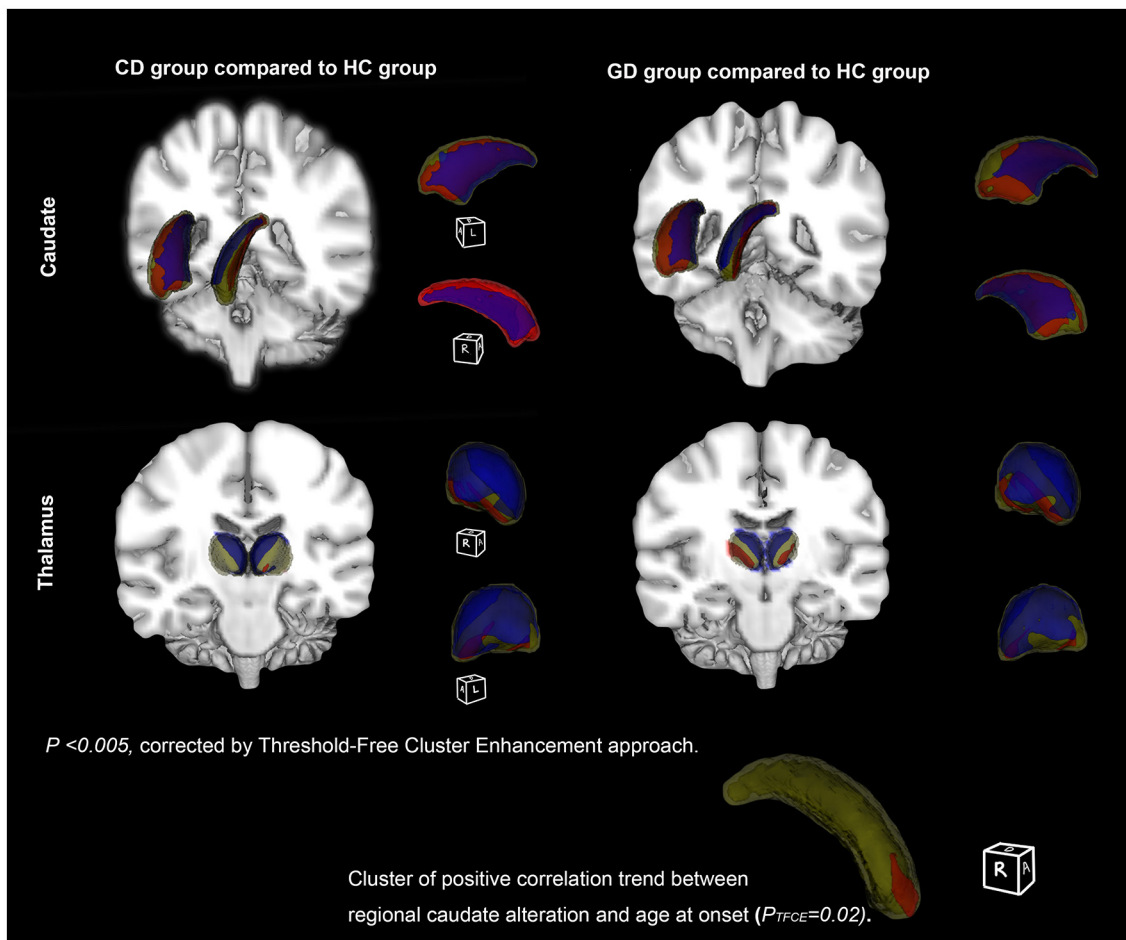 CD group compared to HC group
GD group compared to HC group
Caudate
A L
R A
Thalamus
R A
A L
P <0.005, corrected by Threshold-Free Cluster Enhancement approach.
Cluster of positive correlation trend between
regional caudate alteration and age at onset (PTFCE=0.02).
D
R A